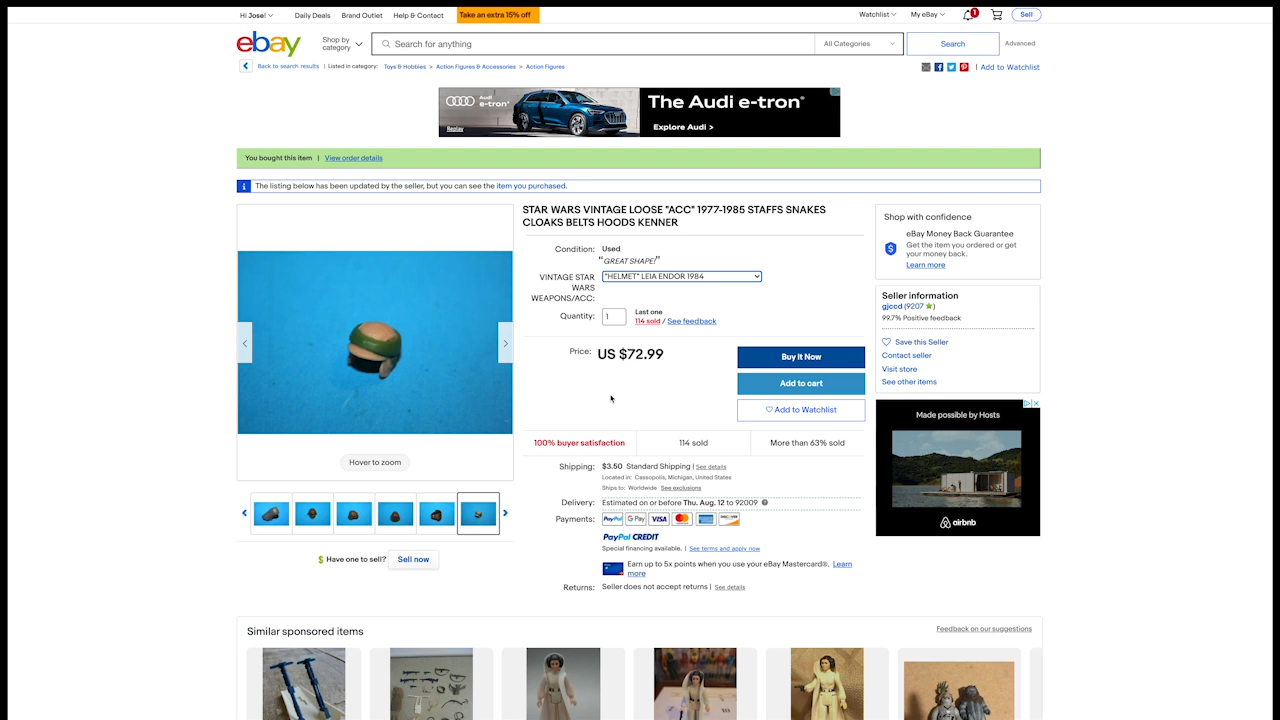 Hi Jose!
Daily Deals
Brand Outlet
Help & Contact
Take an extra 15% off
Watchlist
My eBay
1
Sell
ebay
Shop by category
Search for anything
All Categories
Search
Advanced
Back to search results | Listed in category: Toys & Hobbies > Action Figures & Accessories > Action Figures
| Add to Watchlist
Audi
e-tron®
Replay
The Audi e-tron®
Explore Audi >
You bought this item | View order details
The listing below has been updated by the seller, but you can see the item you purchased.
STAR WARS VINTAGE LOOSE "ACC" 1977-1985 STAFFS SNAKES
CLOAKS BELTS HOODS KENNER
Condition: Used
"GREAT SHAPE!"
VINTAGE STAR
WARS
WEAPONS/ACC:
"HELMET" LEIA ENDOR 1984
Quantity: 1
Last one
114 sold / See feedback
Price: US $72.99
Buy It Now
Add to cart
Add to Watchlist
100% buyer satisfaction
114 sold
More than 63% sold
Shipping: $3.50 Standard Shipping | See details
Located in: Cassopolis, Michigan, United States
Ships to: Worldwide See exclusions
Delivery: Estimated on or before Thu. Aug. 12 to 92009
Payments: PayPal G Pay VISA
PayPal CREDIT
Special financing available. | See terms and apply now
Earn up to 5x points when you use your eBay Mastercard®. Learn
more
Returns: Seller does not accept returns | See details
Hover to zoom
$ Have one to sell? Sell now
Shop with confidence
eBay Money Back Guarantee
Get the item you ordered or get
your money back.
Learn more
Seller information
gjccd (9207)
99.7% Positive feedback
Save this Seller
Contact seller
Visit store
See other items
Made possible by Hosts
airbnb
Similar sponsored items
Feedback on our suggestions